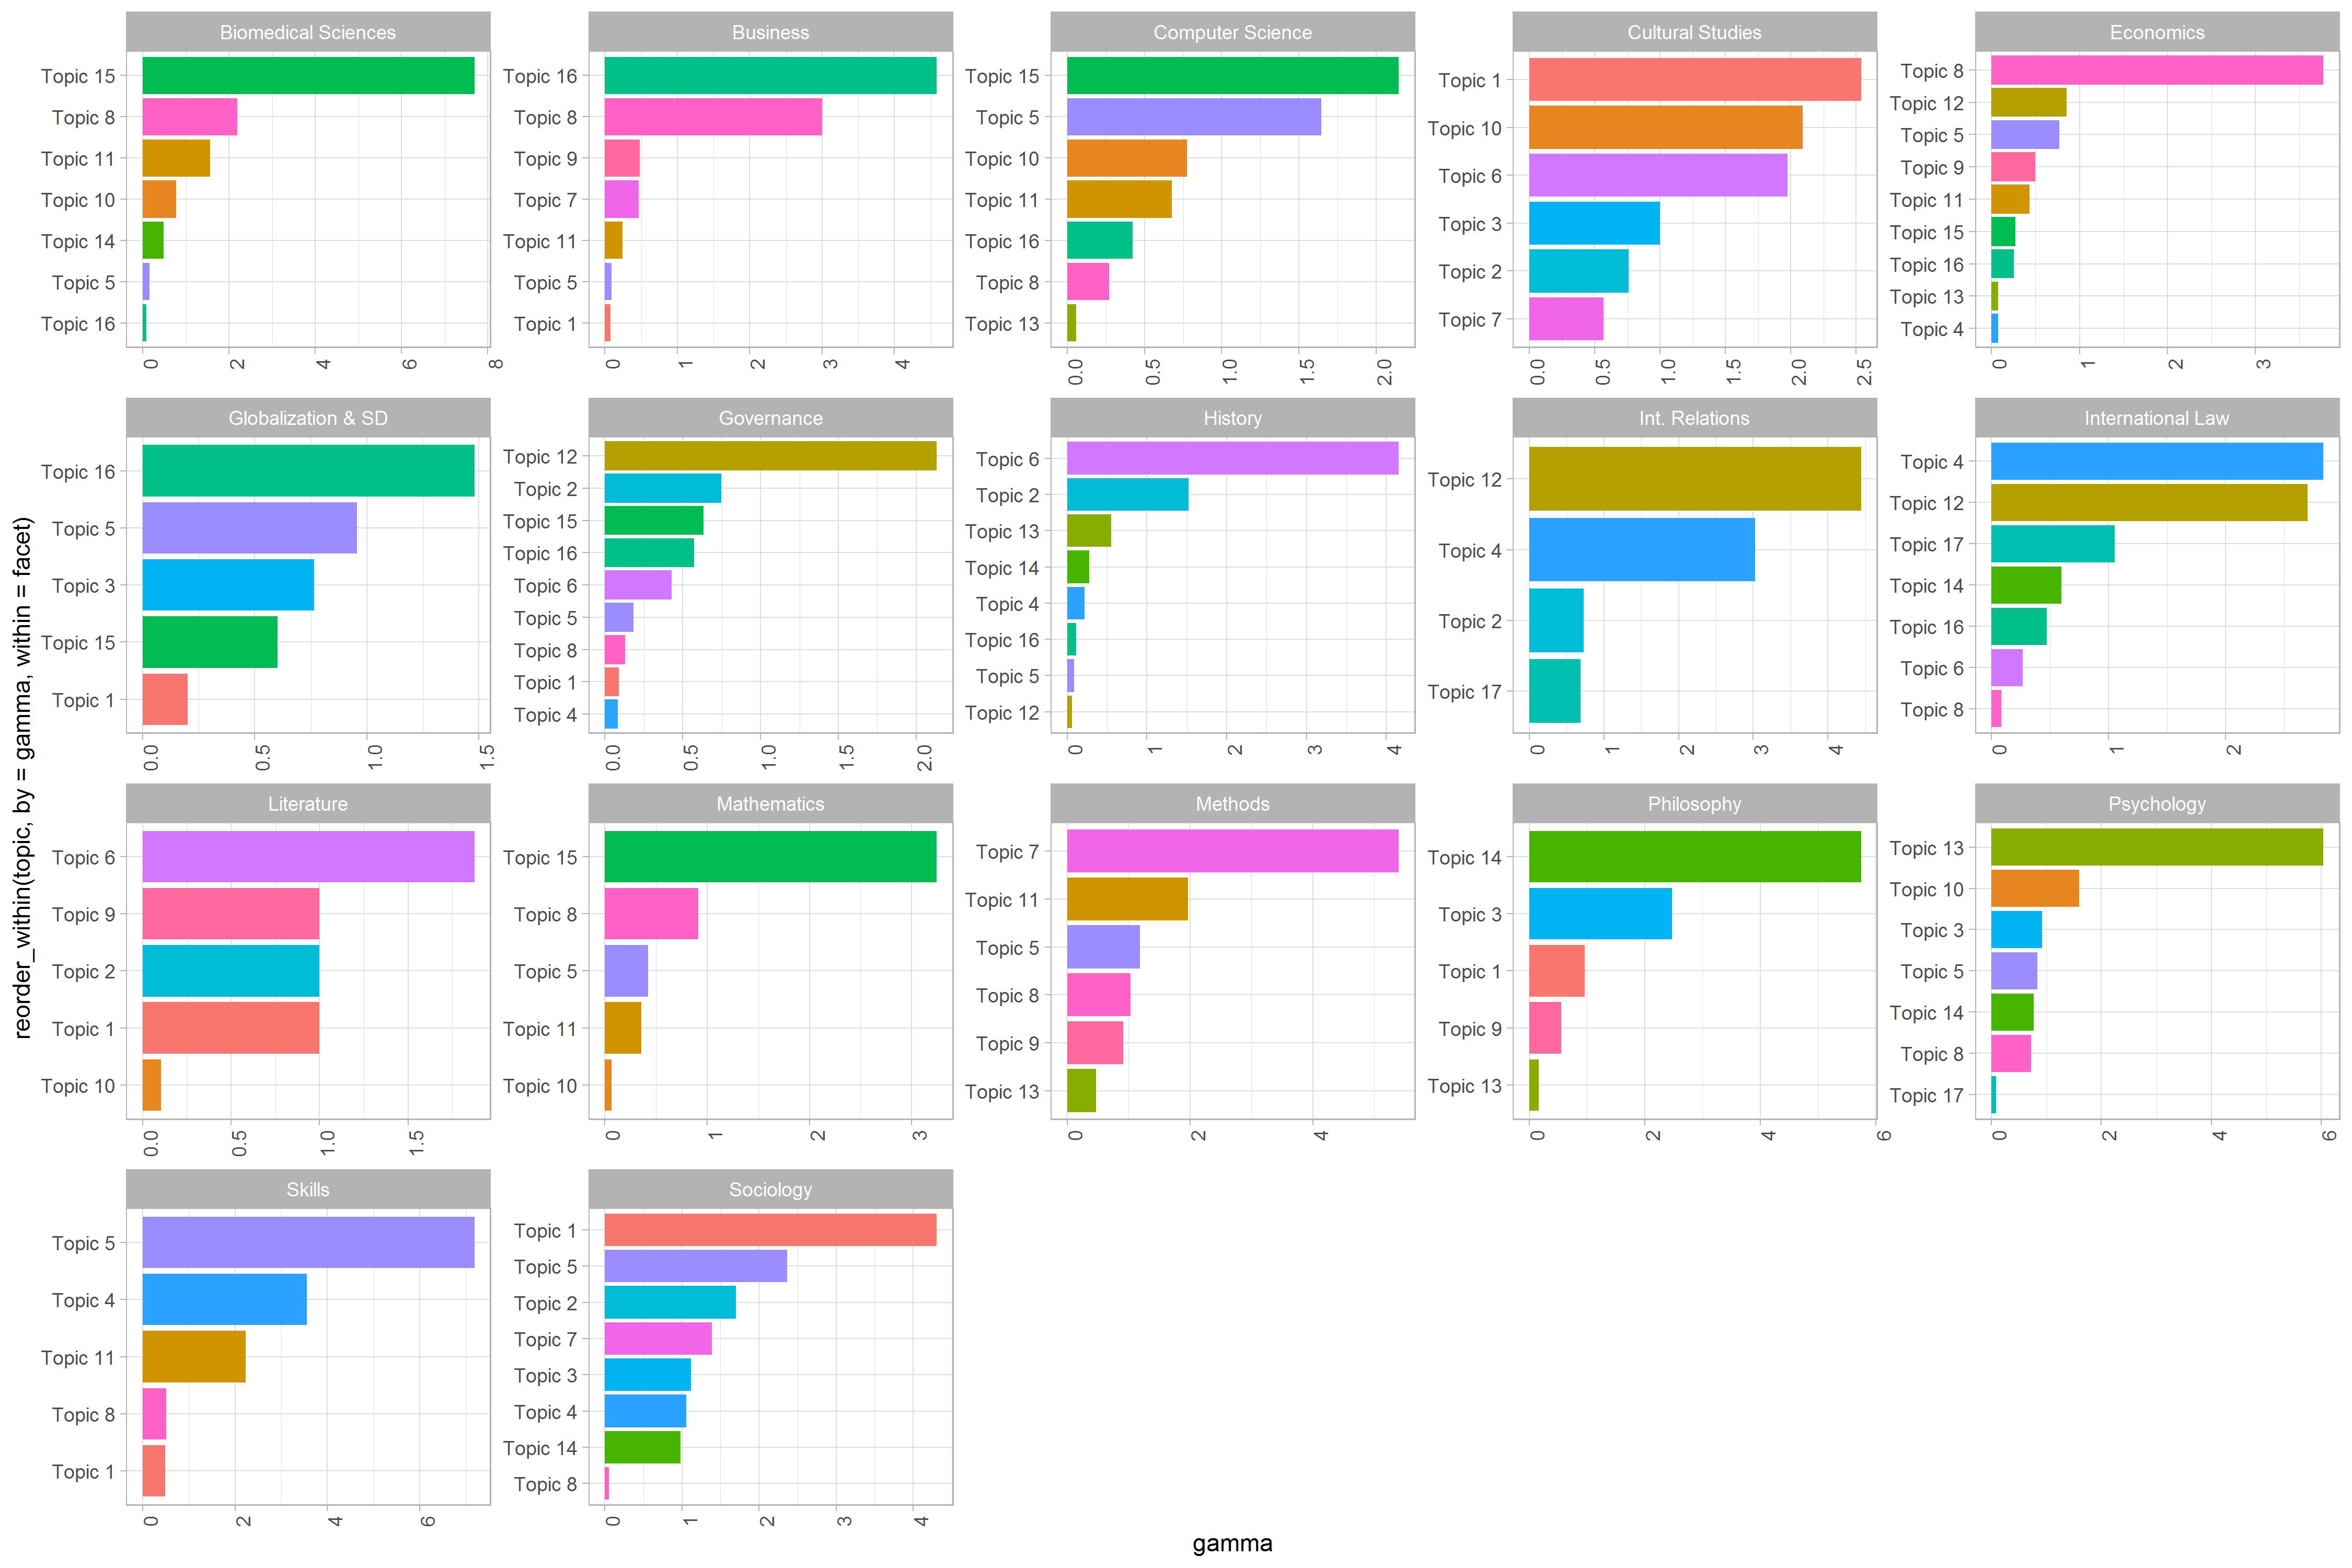 reorder_within(topic, by = gamma, within = facet)
Biomedical Sciences
Topic 15
Topic 8
Topic 11
Topic 10
Topic 14
Topic 5
Topic 16
0 2 4 6 8
Business
Topic 16
Topic 8
Topic 9
Topic 7
Topic 11
Topic 5
Topic 1
0 1 2 3 4
Computer Science
Topic 15
Topic 5
Topic 10
Topic 11
Topic 16
Topic 8
Topic 13
0.0 0.5 1.0 1.5 2.0
Cultural Studies
Topic 1
Topic 10
Topic 6
Topic 3
Topic 2
Topic 7
0.0 0.5 1.0 1.5 2.0 2.5
Economics
Topic 8
Topic 12
Topic 5
Topic 9
Topic 11
Topic 15
Topic 16
Topic 13
Topic 4
0 1 2 3
Globalization & SD
Topic 16
Topic 5
Topic 3
Topic 15
Topic 1
0.0 0.5 1.0 1.5
Governance
Topic 12
Topic 2
Topic 15
Topic 16
Topic 6
Topic 5
Topic 8
Topic 1
Topic 4
0.0 0.5 1.0 1.5 2.0
History
Topic 6
Topic 2
Topic 13
Topic 14
Topic 4
Topic 16
Topic 5
Topic 12
0 1 2 3 4
Int. Relations
Topic 12
Topic 4
Topic 2
Topic 17
0 1 2 3 4
International Law
Topic 4
Topic 12
Topic 17
Topic 14
Topic 16
Topic 6
Topic 8
0 1 2
Literature
Topic 6
Topic 9
Topic 2
Topic 1
Topic 10
0.0 0.5 1.0 1.5
Mathematics
Topic 15
Topic 8
Topic 5
Topic 11
Topic 10
0 1 2 3
Methods
Topic 7
Topic 11
Topic 5
Topic 8
Topic 9
Topic 13
0 2 4
Philosophy
Topic 14
Topic 3
Topic 1
Topic 9
Topic 13
0 2 4 6
Psychology
Topic 13
Topic 10
Topic 3
Topic 5
Topic 14
Topic 8
Topic 17
0 2 4 6
Skills
Topic 5
Topic 4
Topic 11
Topic 8
Topic 1
0 2 4 6
Sociology
Topic 1
Topic 5
Topic 2
Topic 7
Topic 3
Topic 4
Topic 14
Topic 8
0 1 2 3 4
gamma